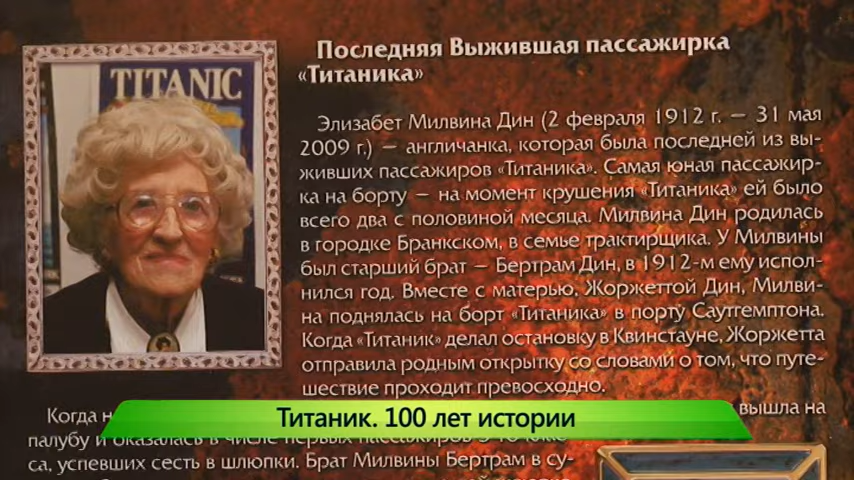 TITANIC
Последняя Выжившая пассажирка
«Титаника»
Элизабет Милвина Дин (2 февраля 1912 г. — 31 мая
2009 г.) — англичанка, которая была последней из вы-
живших пассажиров «Титаника». Самая юная пассажир-
ка на борту — на момент крушения «Титаника» ей было
всего два с половиной месяца. Милвина Дин родилась
в городке Бранкском, в семье трактирщика. У Милвины
был старший брат — Бертрам Дин, в 1912-м ему испол-
нился год. Вместе с матерью, Жоржеттой Дин, Милви-
на поднялась на борт «Титаника» в порту Саутгемптона.
Когда «Титаник» делал остановку в Квинстауне, Жоржетта
отправила родным открытку со словами о том, что путе-
шествие проходит превосходно.
Когда вышла на
палубу и оказалась в числе первых пассажиров
са, успевших сесть в шлюпки. Брат Милвины Бертрам в су-
Титаник. 100 лет истории